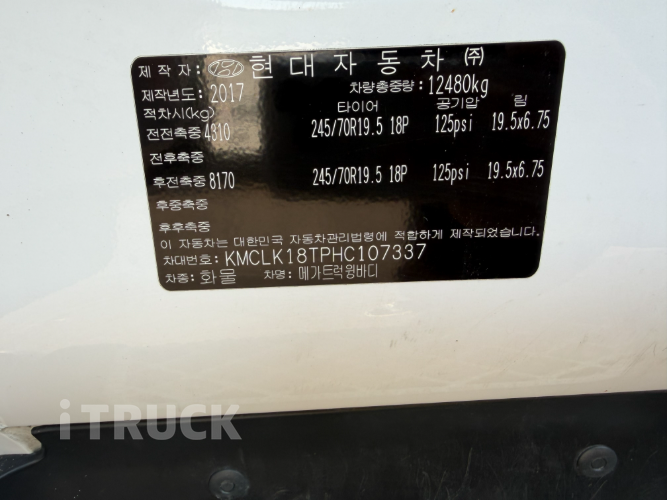 제작자: 현대자동차 ㈜
제작년도: 2017 차량총중량: 12480kg
적차시(kg) 타이어 공기압 림
전전축중 4310 245/70R19.5 18P 125psi 19.5x6.75
전후축중
후전축중 8170 245/70R19.5 18P 125psi 19.5x6.75
후중축중
후후축중
이 자동차는 대한민국 자동차관리법령에 적합하게 제작되었습니다.
차대번호: KMCLK18TPHC107337
차종: 화물 차명: 메가트럭윙바디
iTRUCK